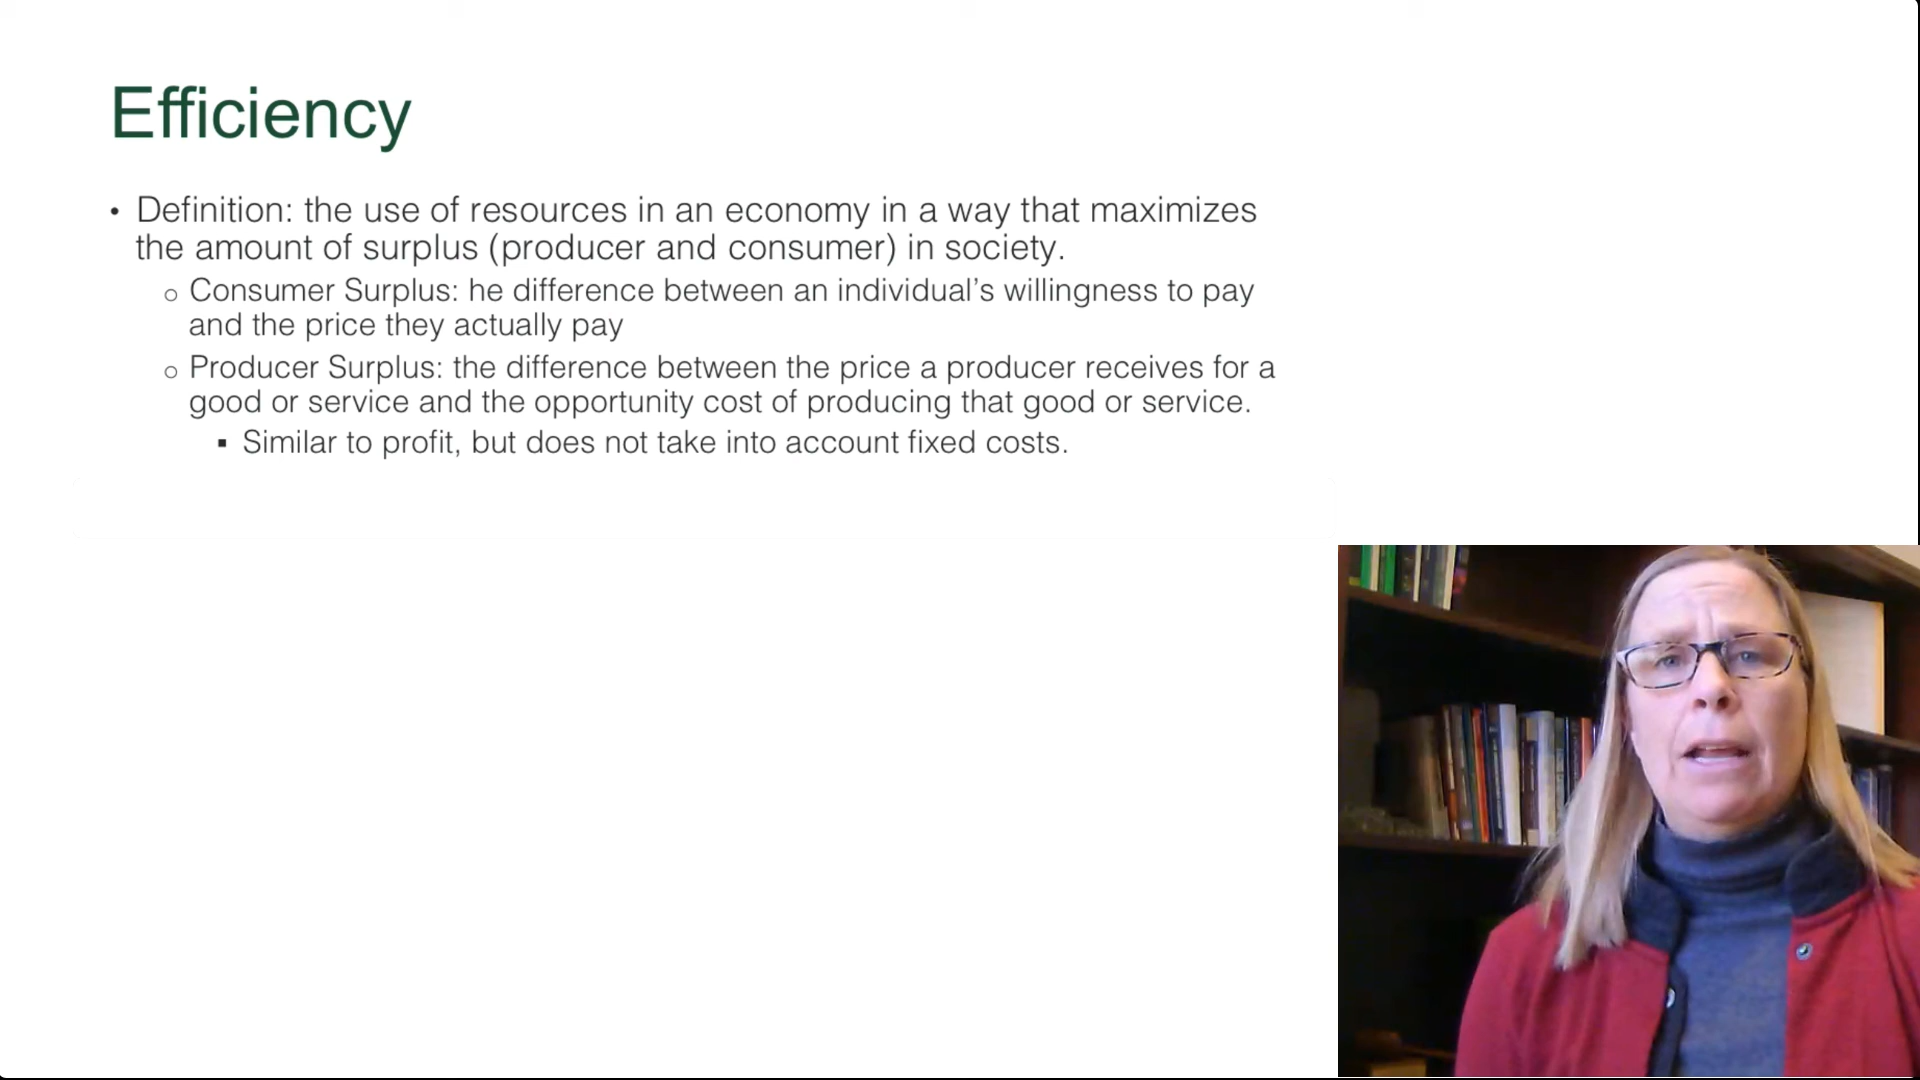 Efficiency
• Definition: the use of resources in an economy in a way that maximizes
the amount of surplus (producer and consumer) in society.
o Consumer Surplus: he difference between an individual’s willingness to pay
and the price they actually pay
o Producer Surplus: the difference between the price a producer receives for a
good or service and the opportunity cost of producing that good or service.
▪ Similar to profit, but does not take into account fixed costs.